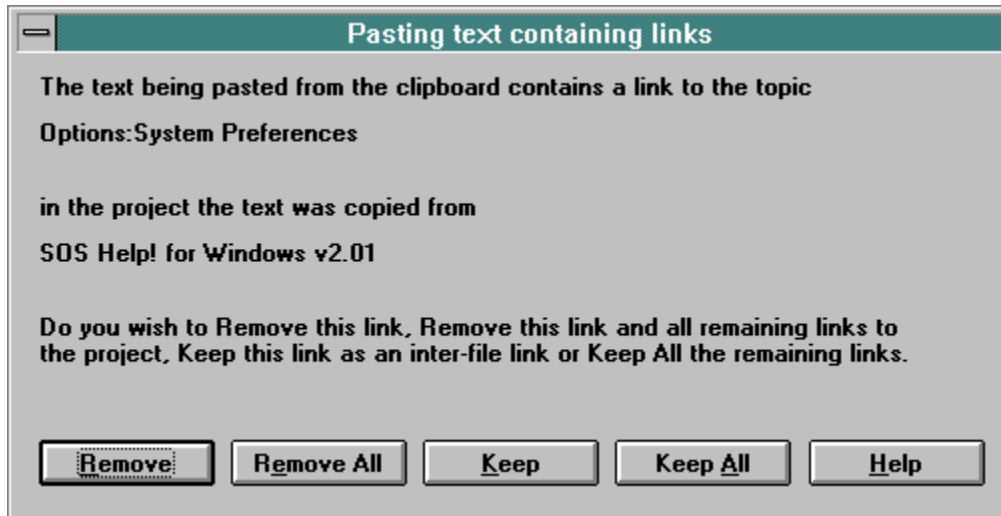 Pasting text containing links
The text being pasted from the clipboard contains a link to the topic
Options:System Preferences
in the project the text was copied from
SOS Help! for Windows v2.01
Do you wish to Remove this link, Remove this link and all remaining links to
the project, Keep this link as an inter-file link or Keep All the remaining links.
Remove Remove All Keep Keep All Help